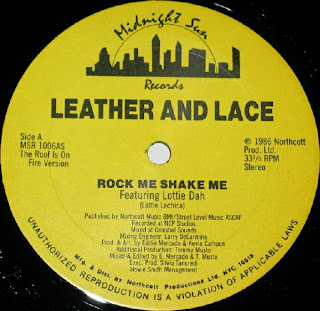 Midnight Sun
Records
LEATHER AND LACE
Side A
MSR 1006AS
The Roof Is On
Fire Version
℗ 1986 Northcott
Prod. Ltd.
33⅓ RPM
Stereo
ROCK ME SHAKE ME
Featuring Lottie Dah
(Lottie Lachica)
Published by Northcott Music BMI/Street Level Music ASCAP
Recorded at NCP Studios
Mixed at Celestial Sounds
Mixing Engineer: Larry DeCarmine
Prod. & Arr. by Eddie Mercado & Kevin Calhoun
Additional Production: Tommy Musto
Mixed & Edited by E. Mercado & T. Musto
Exec. Prod. Silvio Tancredi
Howie Smith Management
Mfg. & Dist. by Northcott Productions Ltd. NYC, 10019
UNAUTHORIZED REPRODUCTION IS A VIOLATION OF APPLICABLE LAWS